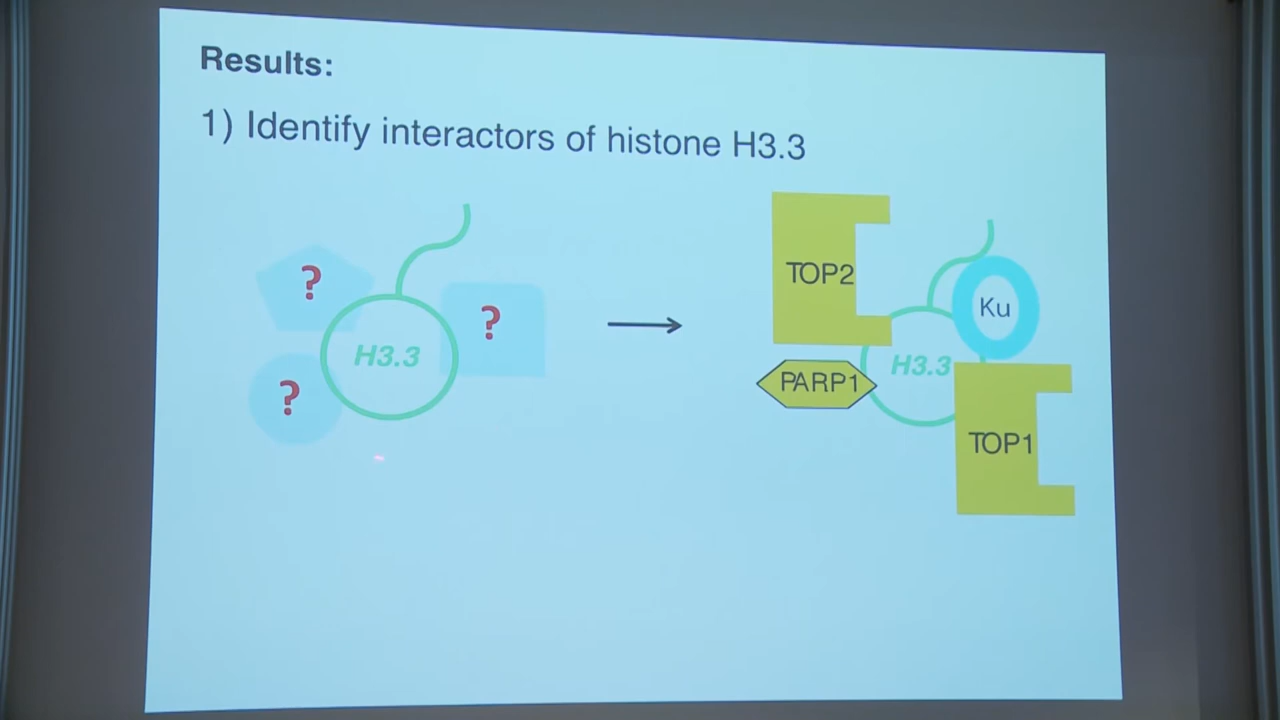 Results:
1) Identify interactors of histone H3.3
?
?
?
H3.3
TOP2
Ku
H3.3
PARP1
TOP1